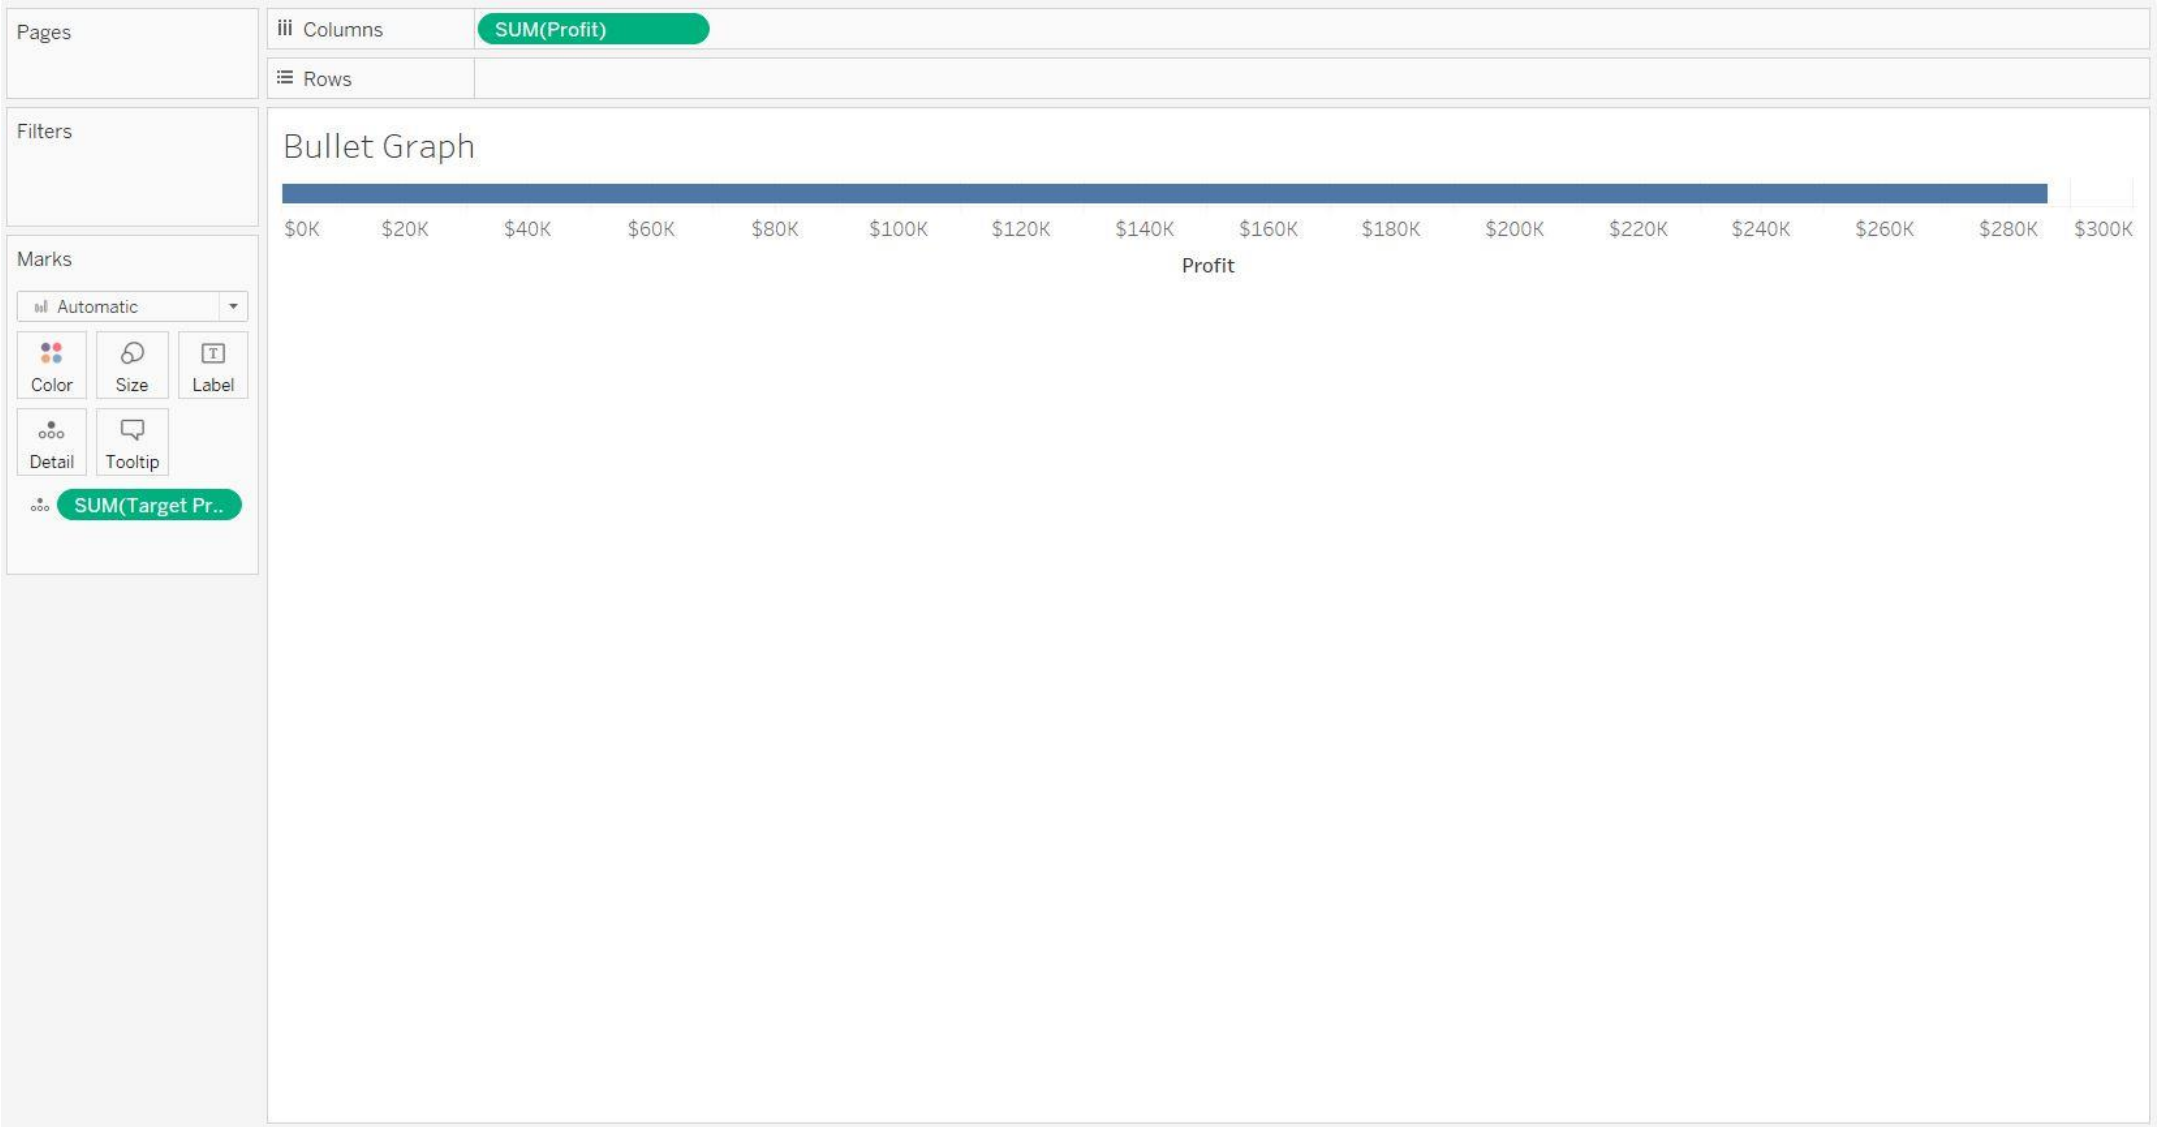 Pages
Columns
SUM(Profit)
Rows
Filters
Bullet Graph
$0K $20K $40K $60K $80K $100K $120K $140K $160K $180K $200K $220K $240K $260K $280K $300K
Profit
Marks
Automatic
Color Size Label
Detail Tooltip
SUM(Target Pr..